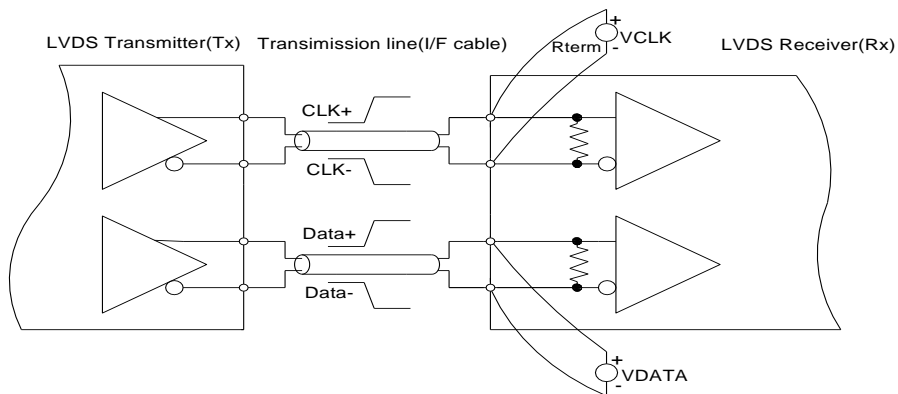 LVDS Transmitter(Tx)
Transimission line(I/F cable)
Rterm
+
VCLK
-
LVDS Receiver(Rx)
CLK+
CLK-
Data+
Data-
+
VDATA
-